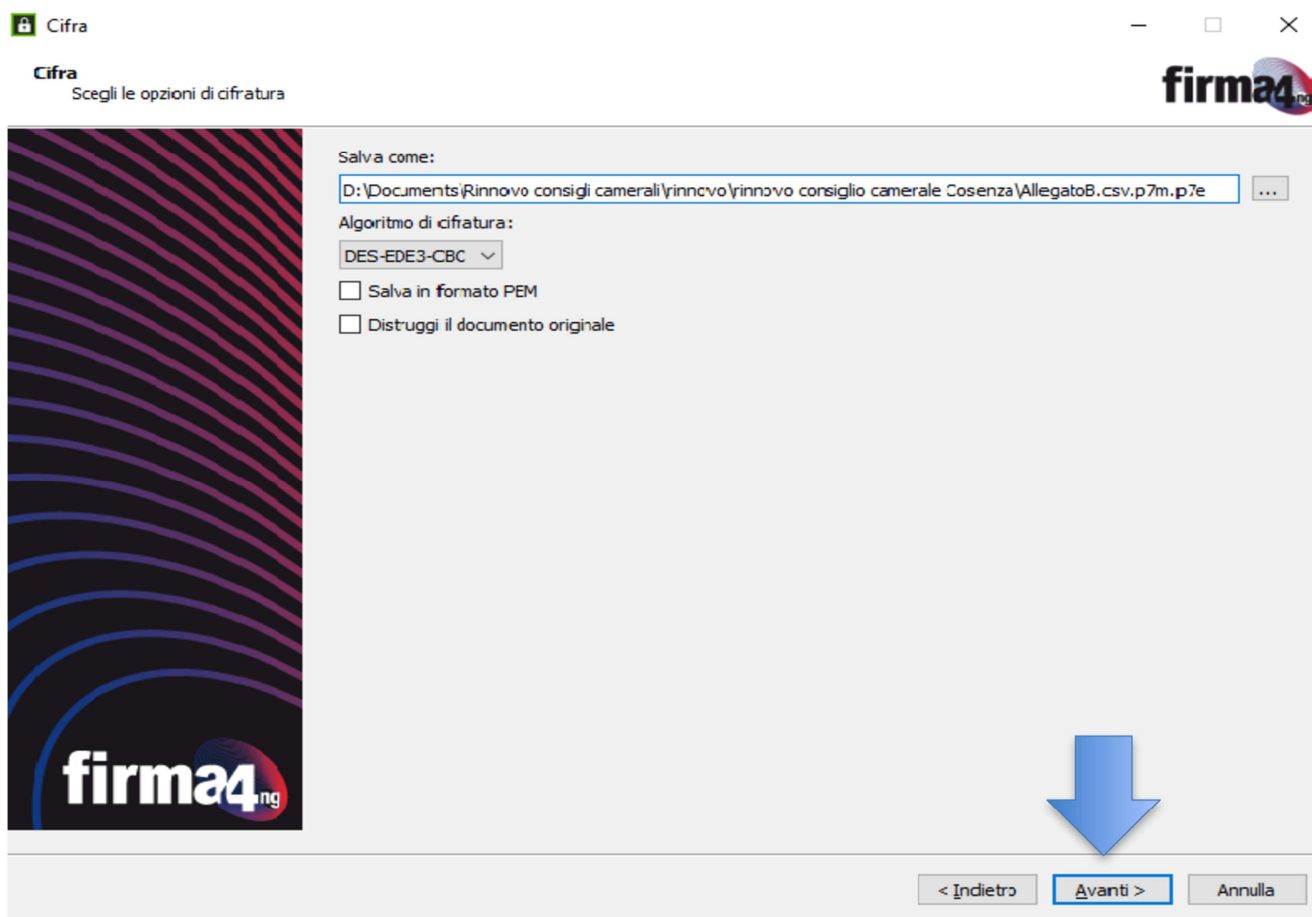 Cifra
Cifra
Scegli le opzioni di cifratura
firma4ng
Salva come:
D:\Documents\Rinnovo consigli camerali\rinnovo\rinnovo consiglio camerale Cosenza\AllegatoB.csv.p7m.p7e
...
Algoritmo di cifratura:
DES-EDE3-CBC
Salva in formato PEM
Distruggi il documento originale
firma4ng
< Indietro
Avanti >
Annulla